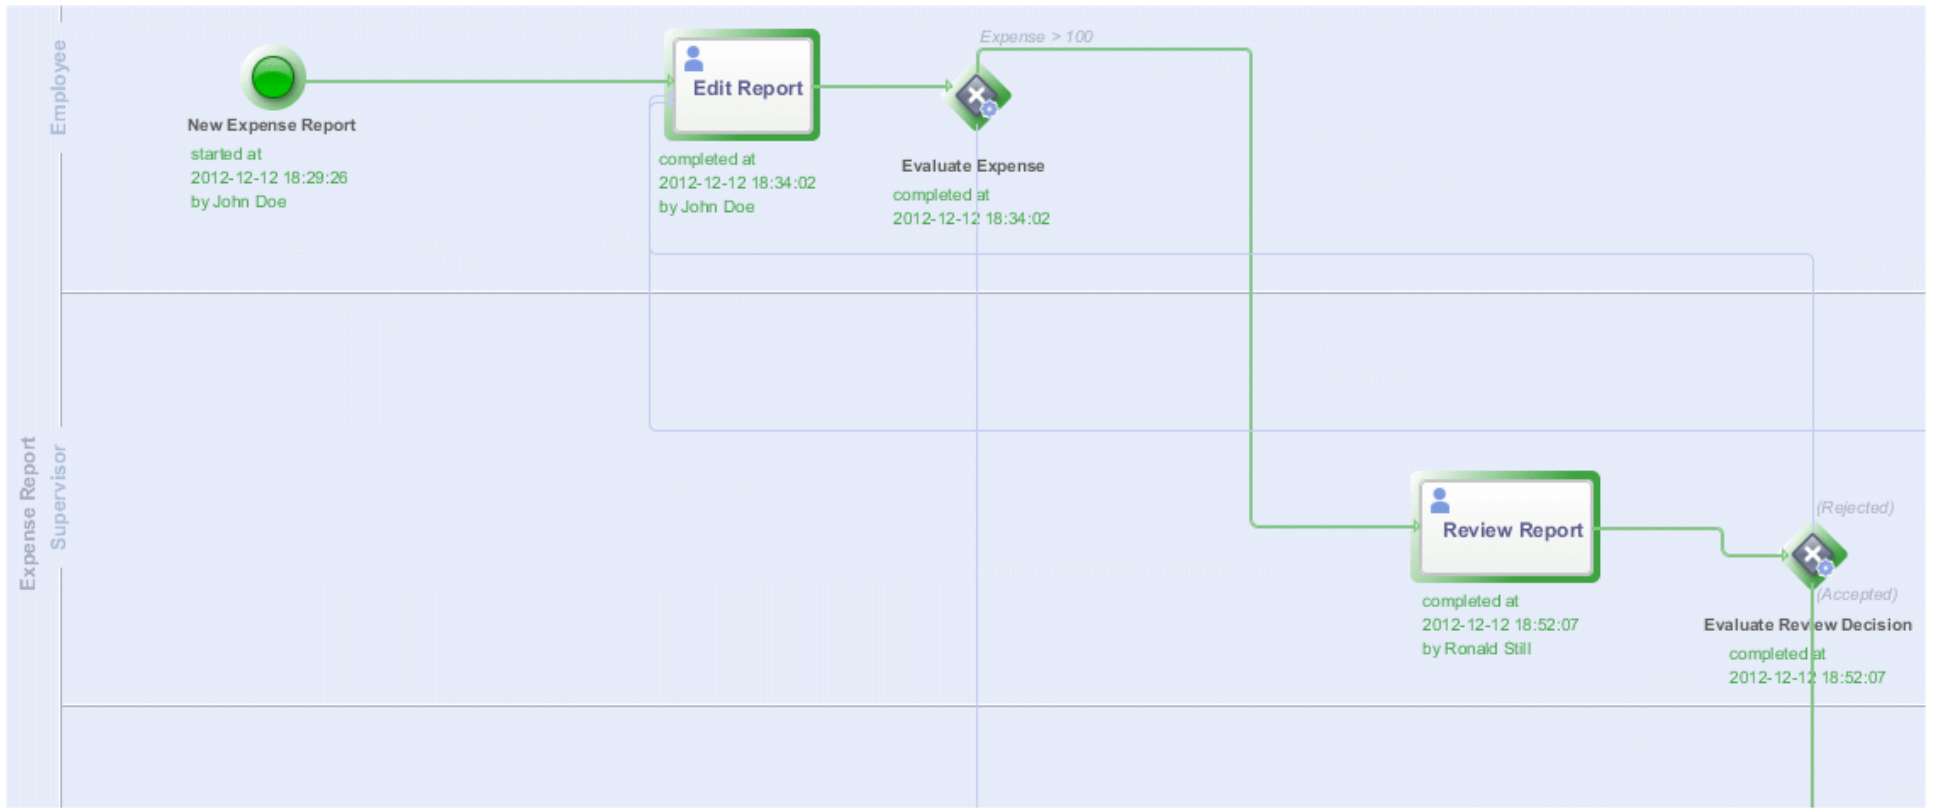 Expense Report
Employee
Supervisor
New Expense Report
started at
2012-12-12 18:29:26
by John Doe
Edit Report
completed at
2012-12-12 18:34:02
by John Doe
Expense > 100
Evaluate Expense
completed at
2012-12-12 18:34:02
Review Report
completed at
2012-12-12 18:52:07
by Ronald Still
(Rejected)
(Accepted)
Evaluate Review Decision
completed at
2012-12-12 18:52:07